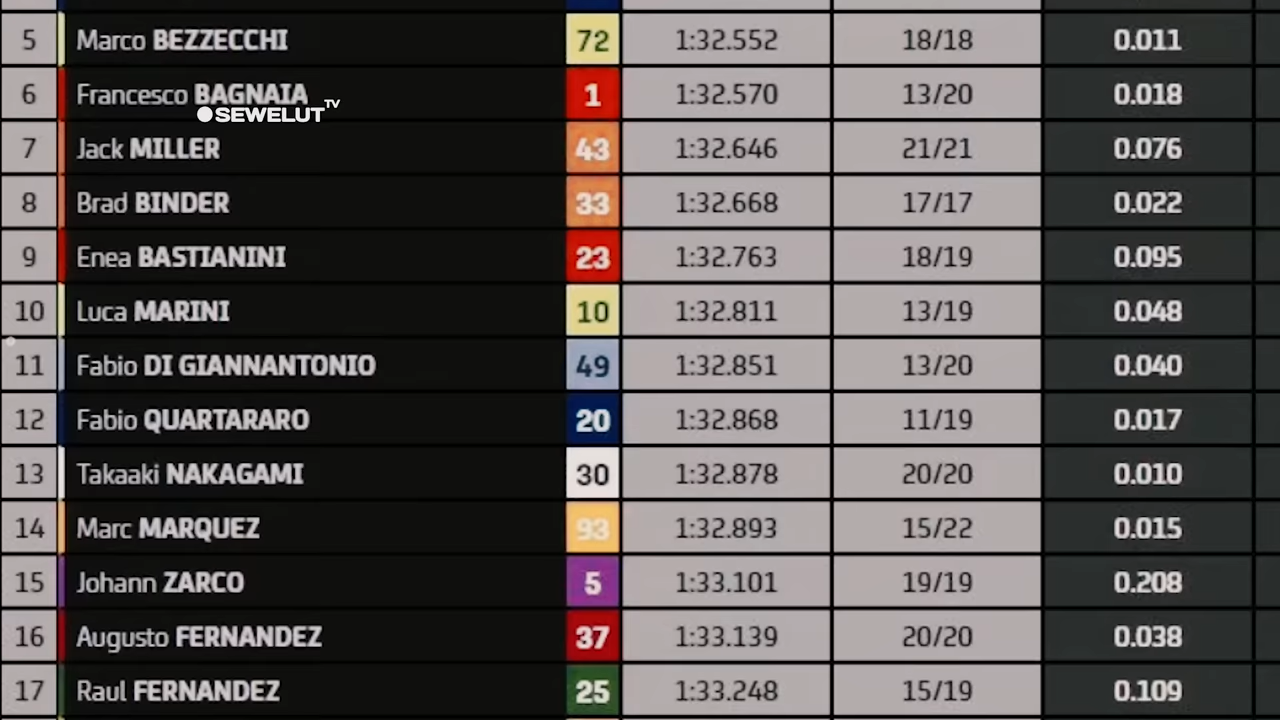 5 Marco BEZZECCHI 72 1:32.552 18/18 0.011
6 Francesco BAGNAIA 1 1:32.570 13/20 0.018
SEWELUT TV
7 Jack MILLER 43 1:32.646 21/21 0.076
8 Brad BINDER 33 1:32.668 17/17 0.022
9 Enea BASTIANINI 23 1:32.763 18/19 0.095
10 Luca MARINI 10 1:32.811 13/19 0.048
11 Fabio DI GIANNANTONIO 49 1:32.851 13/20 0.040
12 Fabio QUARTARARO 20 1:32.868 11/19 0.017
13 Takaaki NAKAGAMI 30 1:32.878 20/20 0.010
14 Marc MARQUEZ 93 1:32.893 15/22 0.015
15 Johann ZARCO 5 1:33.101 19/19 0.208
16 Augusto FERNANDEZ 37 1:33.139 20/20 0.038
17 Raul FERNANDEZ 25 1:33.248 15/19 0.109